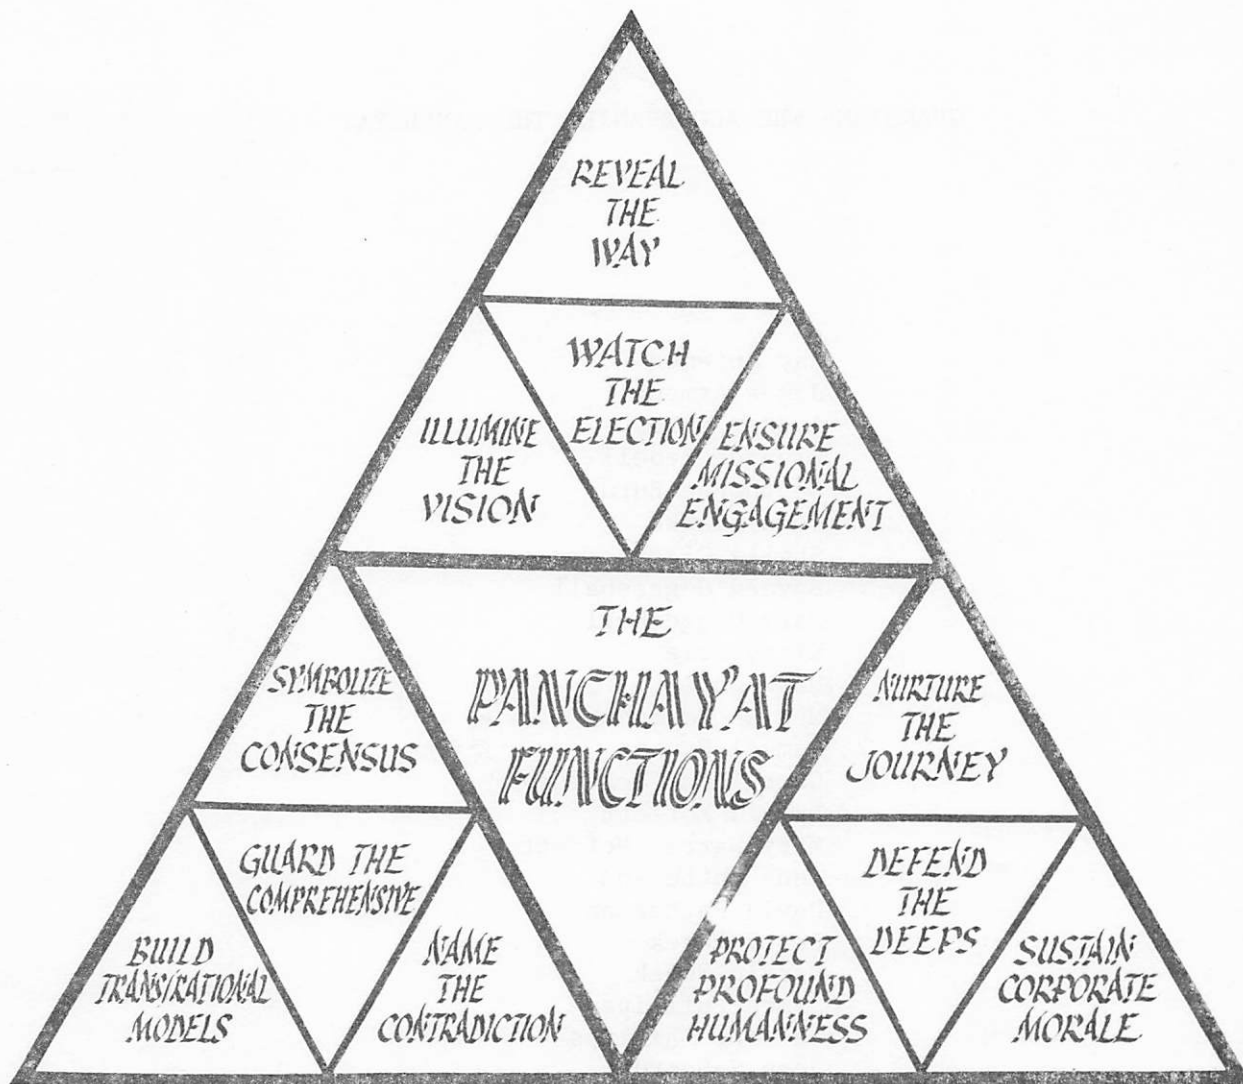 REVEAL
THE
WAY
WATCH
THE
ELECTION
ILLUMINE
THE
VISION
ENSURE
MISSIONAL
ENGAGEMENT
THE
PANCHAYAT
FUNCTIONS
SYMBOLIZE
THE
CONSENSUS
GUARD THE
COMPREHENSIVE
BUILD
TRANS/RATIONAL
MODELS
NAME
THE
CONTRADICTION
NURTURE
THE
JOURNEY
DEFEND
THE
DEEPS
PROTECT
PROFOUND
HUMANNESS
SUSTAIN
CORPORATE
MORALE